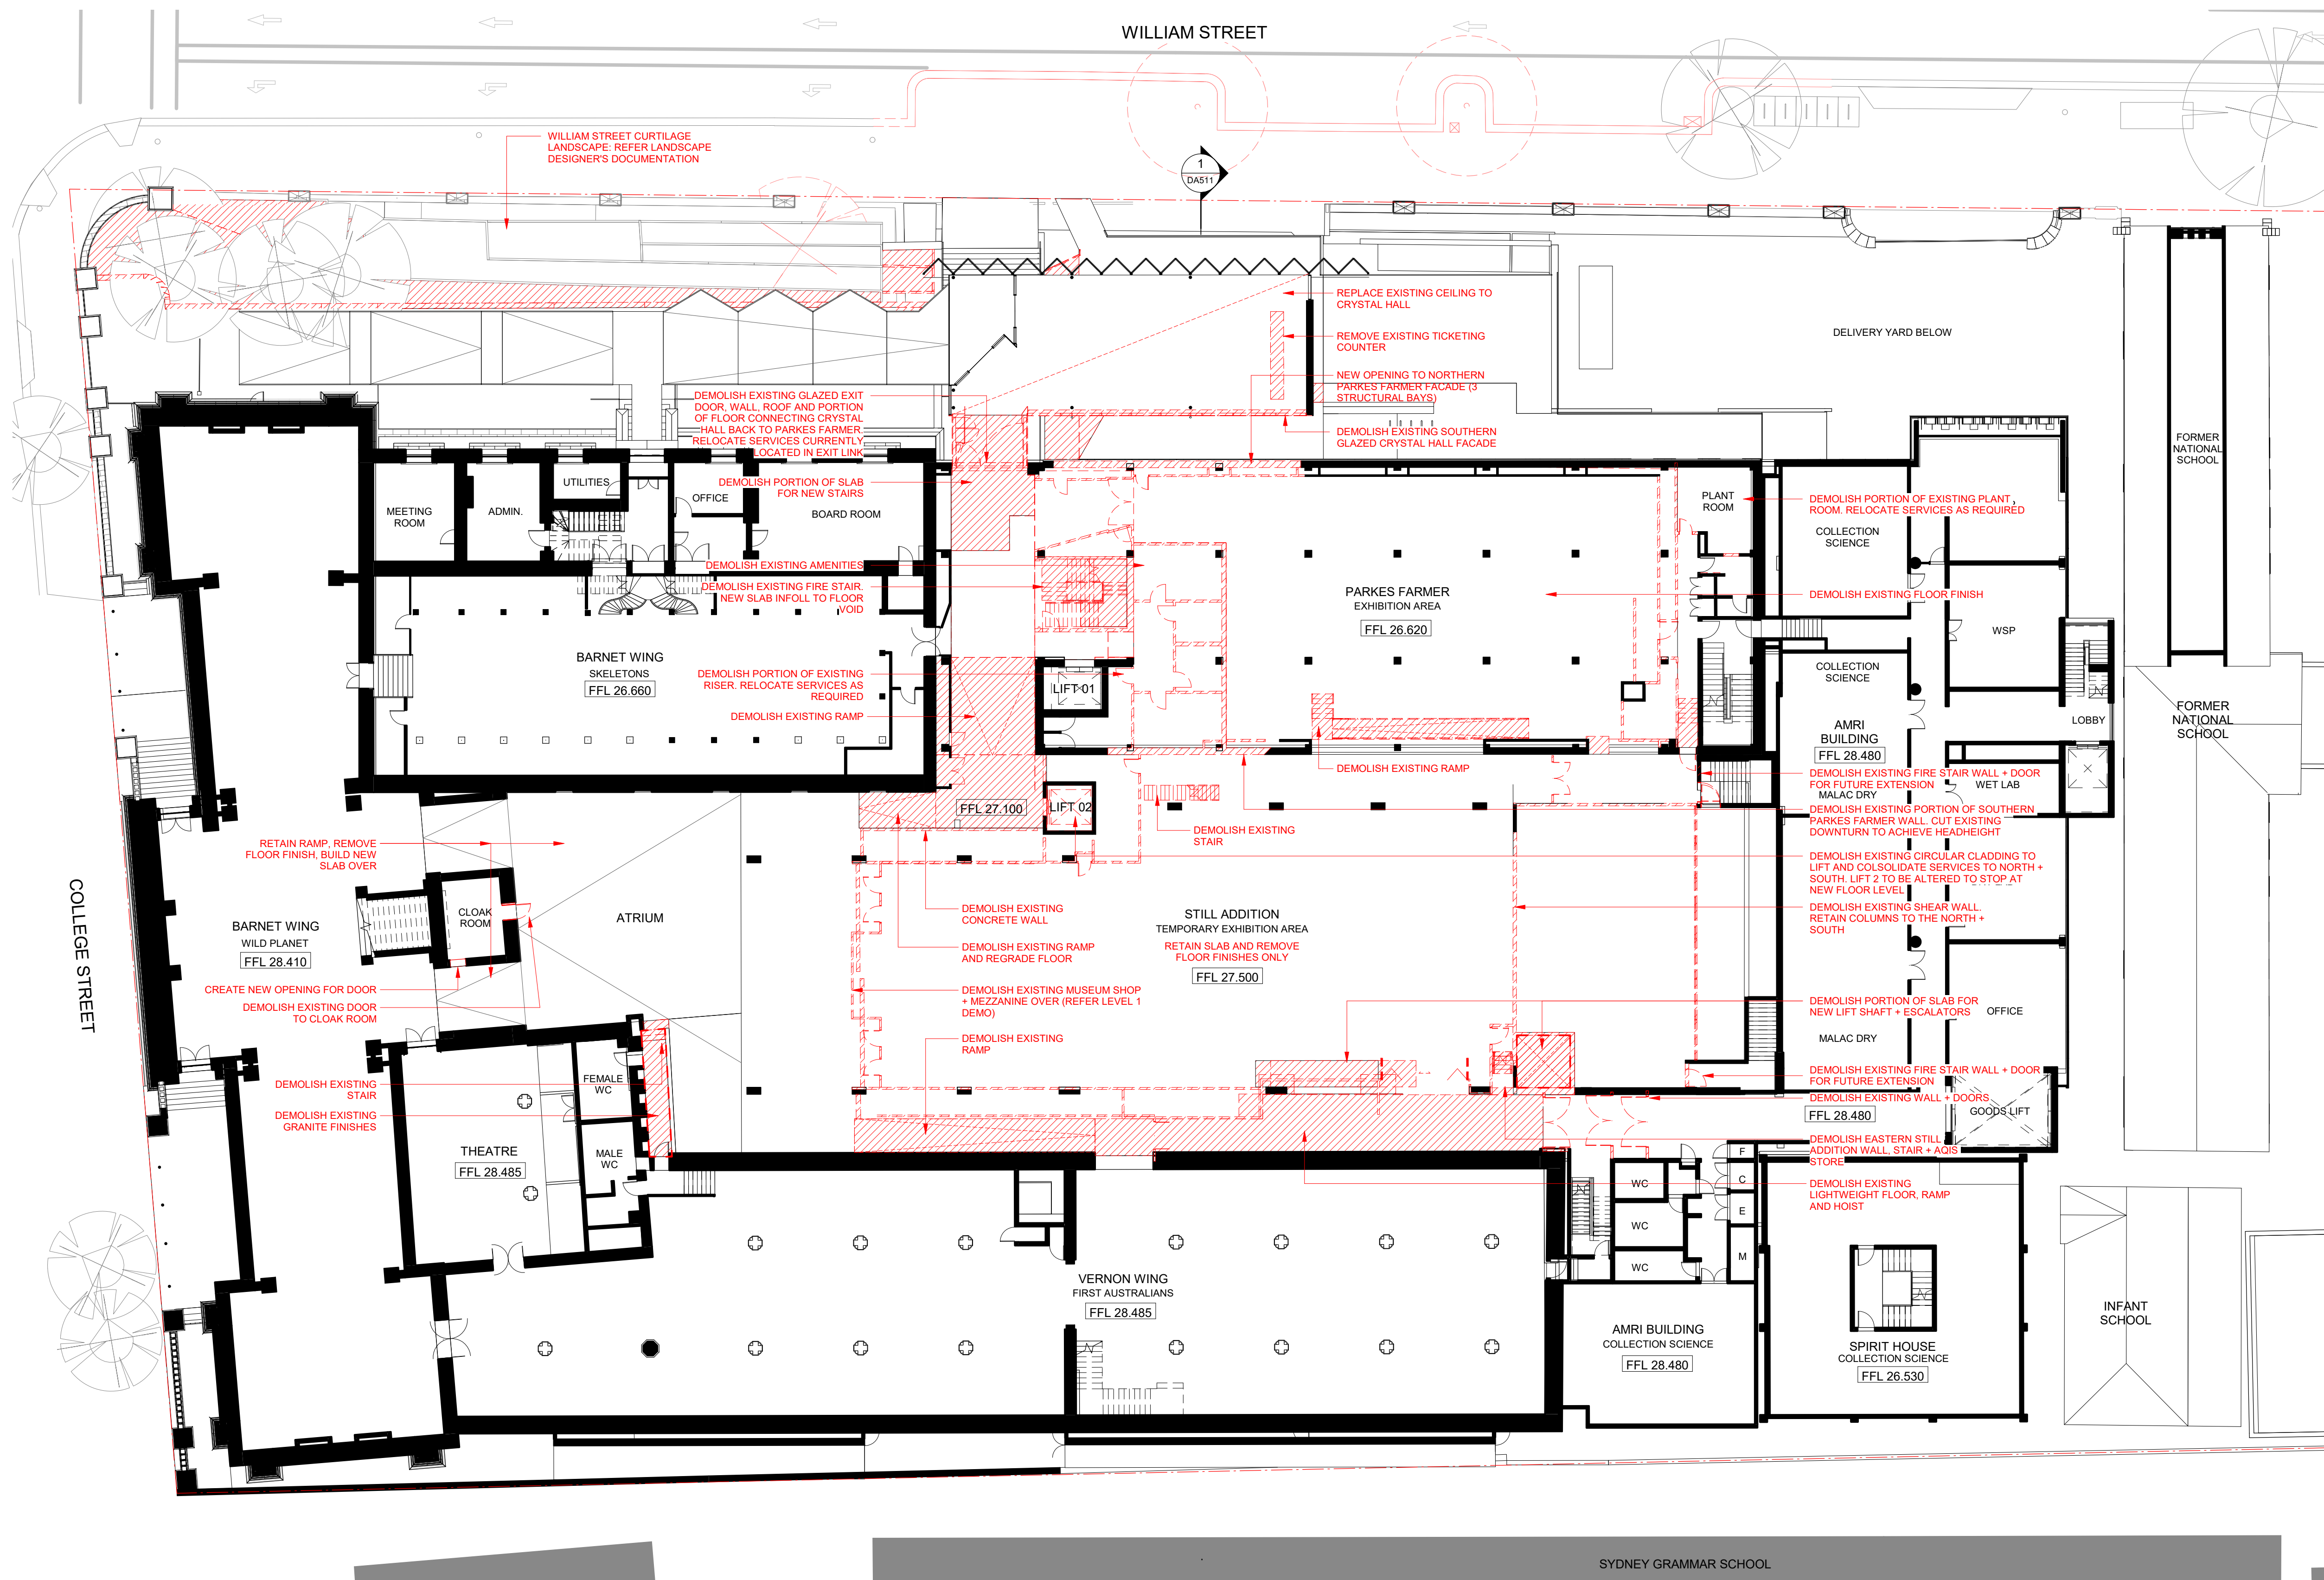 WILLIAM STREET
WILLIAM STREET CURTILAGE
LANDSCAPE: REFER LANDSCAPE
DESIGNER'S DOCUMENTATION
1
DA511
REPLACE EXISTING CEILING TO
CRYSTAL HALL
REMOVE EXISTING TICKETING
COUNTER
DELIVERY YARD BELOW
NEW OPENING TO NORTHERN
PARKES FARMER FACADE (3
STRUCTURAL BAYS)
DEMOLISH EXISTING SOUTHERN
GLAZED CRYSTAL HALL FACADE
DEMOLISH EXISTING GLAZED EXIT
DOOR, WALL, ROOF AND PORTION
OF FLOOR CONNECTING CRYSTAL
HALL BACK TO PARKES FARMER.
RELOCATE SERVICES CURRENTLY
LOCATED IN EXIT LINK
DEMOLISH PORTION OF SLAB
FOR NEW STAIRS
FORMER
NATIONAL
SCHOOL
UTILITIES
OFFICE
MEETING
ROOM
ADMIN.
BOARD ROOM
PLANT
ROOM
DEMOLISH PORTION OF EXISTING PLANT
ROOM. RELOCATE SERVICES AS REQUIRED
COLLECTION
SCIENCE
DEMOLISH EXISTING AMENITIES
DEMOLISH EXISTING FIRE STAIR.
NEW SLAB INFOLL TO FLOOR
VOID
PARKES FARMER
EXHIBITION AREA
FFL 26.620
DEMOLISH EXISTING FLOOR FINISH
WSP
BARNET WING
SKELETONS
FFL 26.660
DEMOLISH PORTION OF EXISTING
RISER. RELOCATE SERVICES AS
REQUIRED
DEMOLISH EXISTING RAMP
LIFT 01
COLLECTION
SCIENCE
AMRI
BUILDING
FFL 28.480
LOBBY
FORMER
NATIONAL
SCHOOL
DEMOLISH EXISTING RAMP
DEMOLISH EXISTING FIRE STAIR WALL + DOOR
FOR FUTURE EXTENSION
MALAC DRY
WET LAB
FFL 27.100
LIFT 02
DEMOLISH EXISTING PORTION OF SOUTHERN
PARKES FARMER WALL. CUT EXISTING
DOWNTURN TO ACHIEVE HEADHEIGHT
DEMOLISH EXISTING
STAIR
RETAIN RAMP, REMOVE
FLOOR FINISH, BUILD NEW
SLAB OVER
DEMOLISH EXISTING CIRCULAR CLADDING TO
LIFT AND COLSOLIDATE SERVICES TO NORTH +
SOUTH. LIFT 2 TO BE ALTERED TO STOP AT
NEW FLOOR LEVEL
COLLEGE STREET
CLOAK
ROOM
ATRIUM
BARNET WING
WILD PLANET
FFL 28.410
DEMOLISH EXISTING
CONCRETE WALL
STILL ADDITION
TEMPORARY EXHIBITION AREA
RETAIN SLAB AND REMOVE
FLOOR FINISHES ONLY
FFL 27.500
DEMOLISH EXISTING SHEAR WALL.
RETAIN COLUMNS TO THE NORTH +
SOUTH
DEMOLISH EXISTING RAMP
AND REGRADE FLOOR
CREATE NEW OPENING FOR DOOR
DEMOLISH EXISTING DOOR
TO CLOAK ROOM
DEMOLISH EXISTING MUSEUM SHOP
+ MEZZANINE OVER (REFER LEVEL 1
DEMO)
DEMOLISH PORTION OF SLAB FOR
NEW LIFT SHAFT + ESCALATORS
OFFICE
DEMOLISH EXISTING
RAMP
MALAC DRY
DEMOLISH EXISTING
STAIR
FEMALE
WC
DEMOLISH EXISTING FIRE STAIR WALL + DOOR
FOR FUTURE EXTENSION
DEMOLISH EXISTING WALL + DOORS
FFL 28.480
GOODS LIFT
DEMOLISH EXISTING
GRANITE FINISHES
THEATRE
FFL 28.485
MALE
WC
DEMOLISH EASTERN STILL
ADDITION WALL, STAIR + AQIS
STORE
F
C
E
M
WC
WC
WC
DEMOLISH EXISTING
LIGHTWEIGHT FLOOR, RAMP
AND HOIST
VERNON WING
FIRST AUSTRALIANS
FFL 28.485
AMRI BUILDING
COLLECTION SCIENCE
FFL 28.480
SPIRIT HOUSE
COLLECTION SCIENCE
FFL 26.530
INFANT
SCHOOL
SYDNEY GRAMMAR SCHOOL